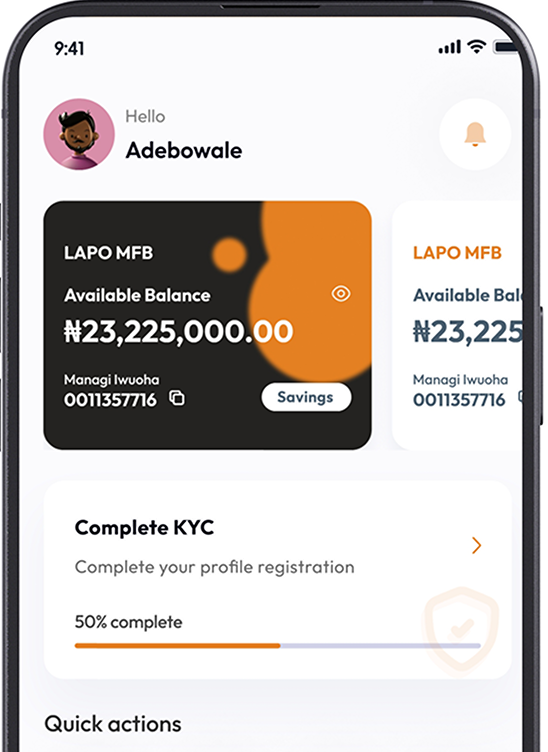 9:41
Hello
Adebowale
LAPO MFB
Available Balance
₦23,225,000.00
Managi Iwuoha
0011357716
Savings
LAPO MFB
Available Bal
₦23,225
Managi Iwuoha
0011357716
Complete KYC
Complete your profile registration
50% complete
Quick actions